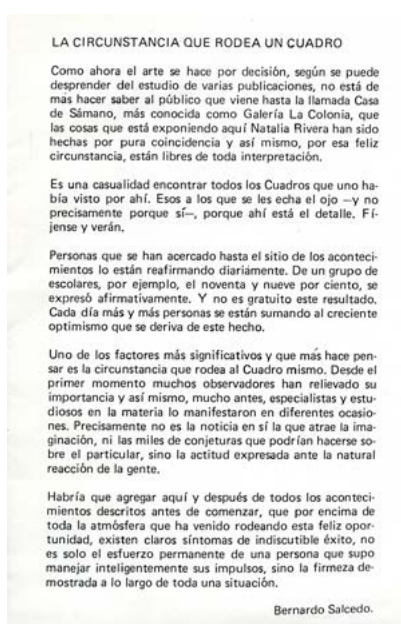 LA CIRCUNSTANCIA QUE RODEA UN CUADRO
Como ahora el arte se hace por decisión, según se puede
desprender del estudio de varias publicaciones, no está de
mas hacer saber al público que viene hasta la llamada Casa
de Sámano, más conocida como Galería La Colonia, que
las cosas que está exponiendo aquí Natalia Rivera han sido
hechas por pura coincidencia y así mismo, por esa feliz
circunstancia, están libres de toda interpretación.
Es una casualidad encontrar todos los Cuadros que uno ha-
bía visto por ahí. Esos a los que se les echa el ojo —y no
precisamente porque sí—, porque ahí está el detalle. Fí-
jense y verán.
Personas que se han acercado hasta el sitio de los aconteci-
mientos lo están reafirmando diariamente. De un grupo de
escolares, por ejemplo, el noventa y nueve por ciento, se
expresó afirmativamente. Y no es gratuito este resultado.
Cada día más y más personas se están sumando al creciente
optimismo que se deriva de este hecho.
Uno de los factores más significativos y que más hace pen-
sar es la circunstancia que rodea al Cuadro mismo. Desde el
primer momento muchos observadores han relievado su
importancia y así mismo, mucho antes, especialistas y estu-
diosos en la materia lo manifestaron en diferentes ocasio-
nes. Precisamente no es la noticia en sí la que atrae la ima-
ginación, ni las miles de conjeturas que podrían hacerse so-
bre el particular, sino la actitud expresada ante la natural
reacción de la gente.
Habría que agregar aquí y después de todos los aconteci-
mientos descritos antes de comenzar, que por encima de
toda la atmósfera que ha venido rodeando esta feliz opor-
tunidad, existen claros síntomas de indiscutible éxito, no
es solo el esfuerzo permanente de una persona que supo
manejar inteligentemente sus impulsos, sino la firmeza de-
mostrada a lo largo de toda una situación.
Bernardo Salcedo.